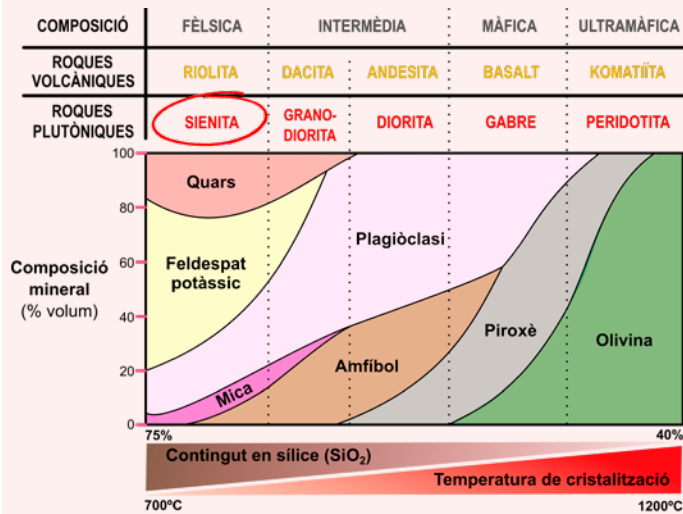 COMPOSICIÓ FÈLSICA INTERMÈDIA MÀFICA ULTRAMÀFICA
ROQUES
VOLCÀNIQUES
RIOLITA DACITA ANDESITA BASALT KOMATIÏTA
ROQUES
PLUTÒNIQUES
SIENITA
GRANO-
DIORITA
DIORITA GABRE PERIDOTITA
100
80
60
40
20
0
Composició
mineral
(% volum)
Quars
Feldespat
potàssic
Plagiòclasi
Mica
Amfíbol
Piroxè
Olivina
75% 40%
Contingut en sílice (SiO₂)
Temperatura de cristalització
700ºC 1200ºC